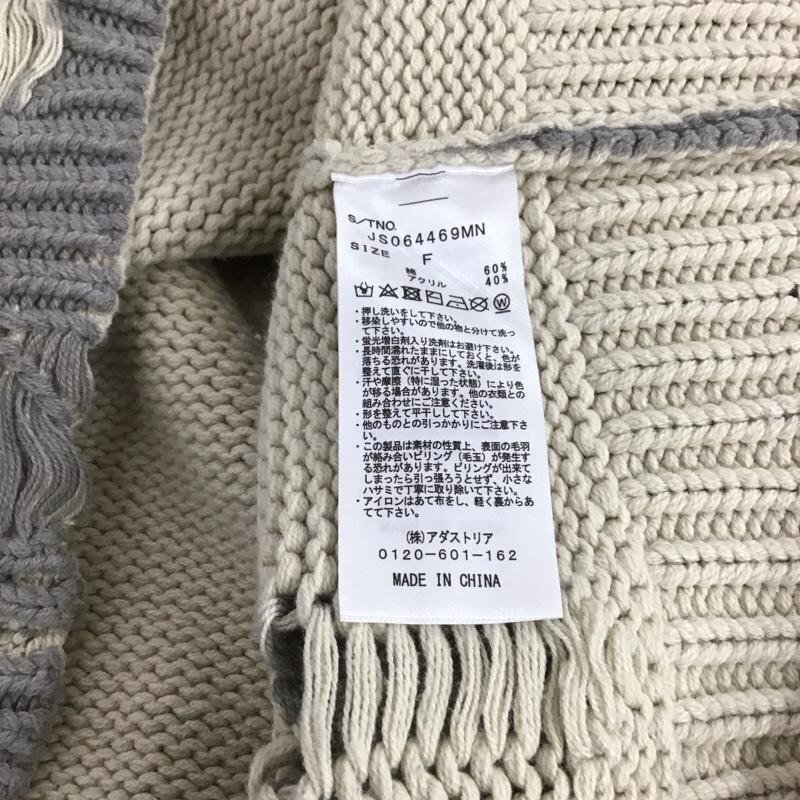 S/TNO.
JS064469MN
SIZE
F
綿 60%
アクリル 40%
・押し洗いをして下さい。
・移染しやすいので他の物と分けて洗っ
て下さい。
・蛍光増白剤入り洗剤はお避け下さい。
・長時間濡れたままにしておくと、色が
落ちる恐れがあります。洗濯後は形を
整えて直ぐに干して下さい。
・汗や摩擦（特に湿った状態）により色
が移る場合があります。他の衣類との
組み合わせにご注意ください。
・形を整えて平干しして下さい。
・他のものとの引っかかりにご注意下さ
い。
・この製品は素材の性質上、表面の毛羽
が絡み合いピリング（毛玉）が発生す
る恐れがあります。ピリングが出来て
しまったら引っ張ろうとせず、小さな
ハサミで丁寧に取り除いて下さい。
・アイロンはあて布をし、軽く裏からあ
てて下さい。
（株）アダストリア
0120-601-162
MADE IN CHINA